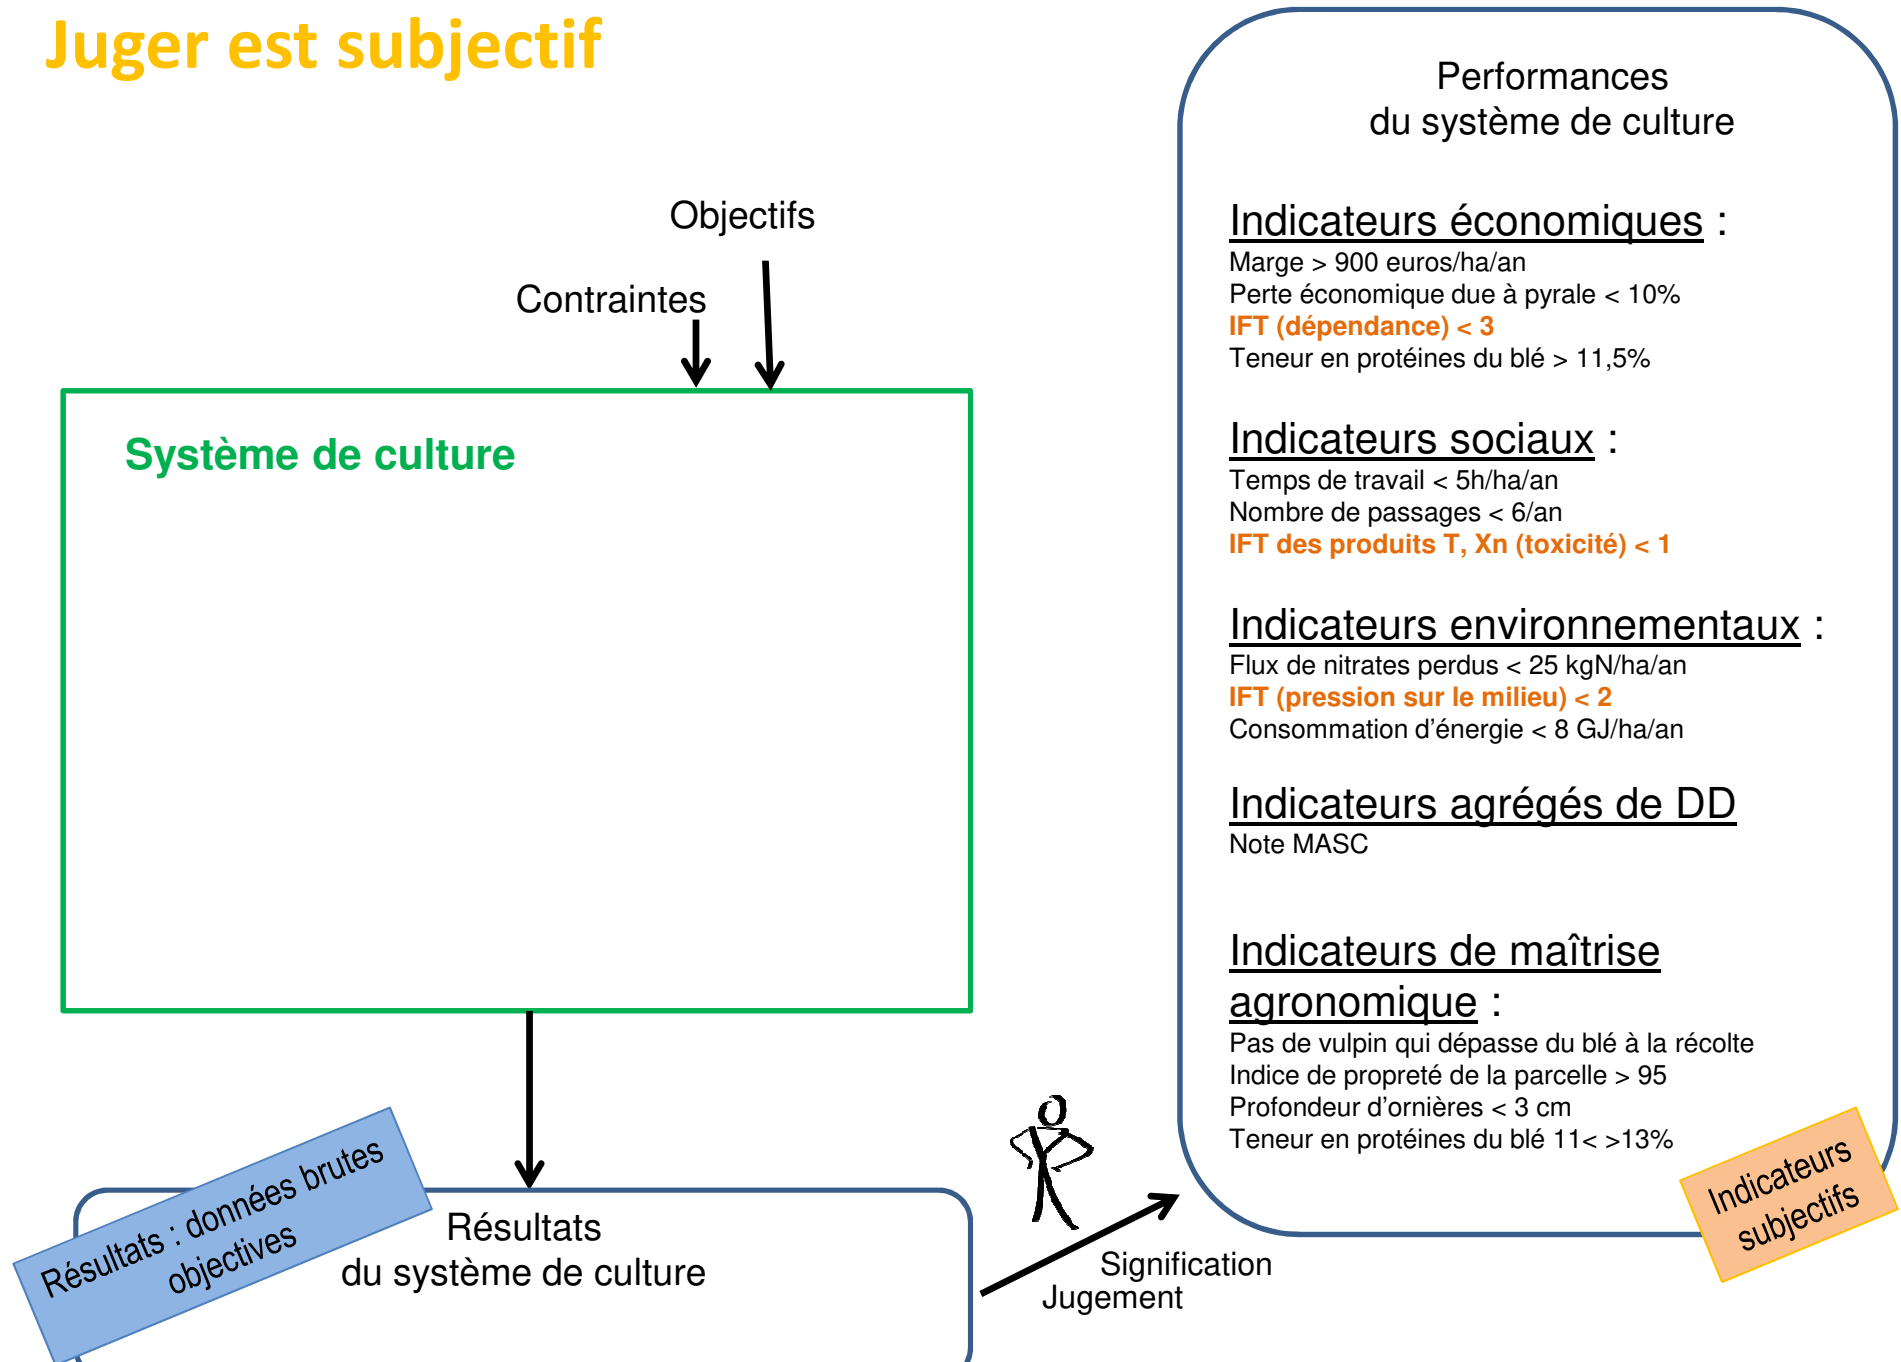 Juger est subjectif
Objectifs
Contraintes
Système de culture
Résultats : données brutes
objectives
Résultats
du système de culture
Signification
Jugement
Performances
du système de culture
Indicateurs économiques :
Marge > 900 euros/ha/an
Perte économique due à pyrale < 10%
IFT (dépendance) < 3
Teneur en protéines du blé > 11,5%
Indicateurs sociaux :
Temps de travail < 5h/ha/an
Nombre de passages < 6/an
IFT des produits T, Xn (toxicité) < 1
Indicateurs environnementaux :
Flux de nitrates perdus < 25 kgN/ha/an
IFT (pression sur le milieu) < 2
Consommation d’énergie < 8 GJ/ha/an
Indicateurs agrégés de DD
Note MASC
Indicateurs de maîtrise
agronomique :
Pas de vulpin qui dépasse du blé à la récolte
Indice de propreté de la parcelle > 95
Profondeur d’ornières < 3 cm
Teneur en protéines du blé 11< >13%
Indicateurs
subjectifs